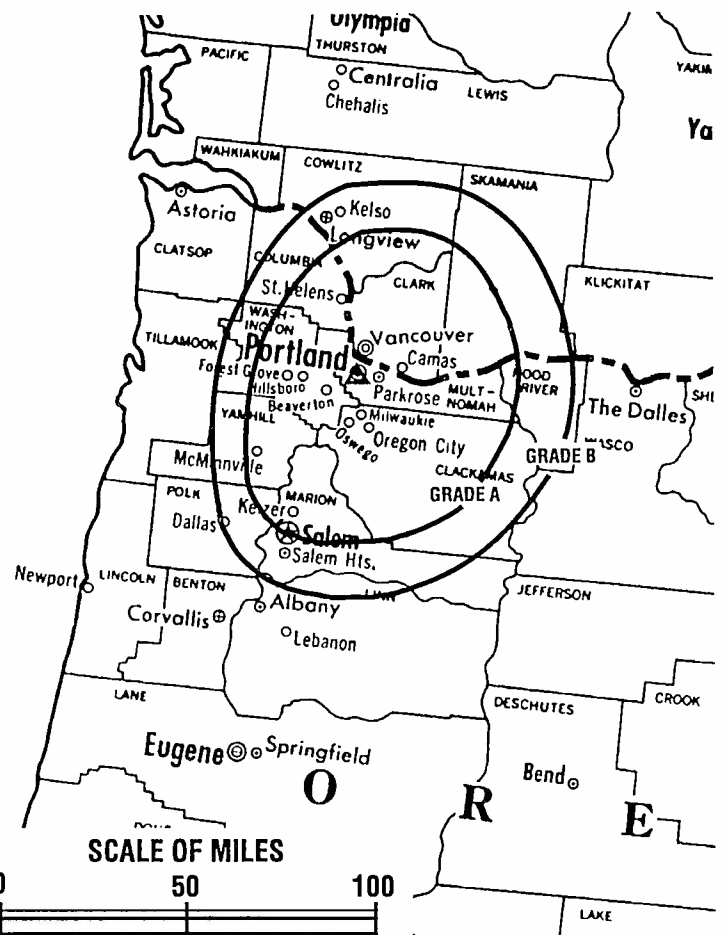 Olympia
THURSTON
PACIFIC
Centralia
LEWIS
Chehalis
Ya
WAHKIAKUM
COWLITZ
SKAMANIA
Astoria
Kelso
Longview
CLATSOP
COLUMBIA
St. Helens
CLARK
KLICKITAT
WASH-
INGTON
TILLAMOOK
Vancouver
Portland
Camas
Forest Grove
Hillsboro
Parkrose
MULT-
NOMAH
HOOD
RIVER
Beaverton
The Dalles
YAMHILL
Milwaukie
Oswego
Oregon City
WASCO
McMinnville
GRADE B
CLACKAMAS
GRADE A
POLK
MARION
Keizer
Dallas
Salem
Salem Hts.
Newport
LINCOLN
BENTON
LINN
JEFFERSON
Albany
Corvallis
Lebanon
LANE
DESCHUTES
CROOK
Eugene
Springfield
Bend
O R E
SCALE OF MILES
0 50 100
LAKE